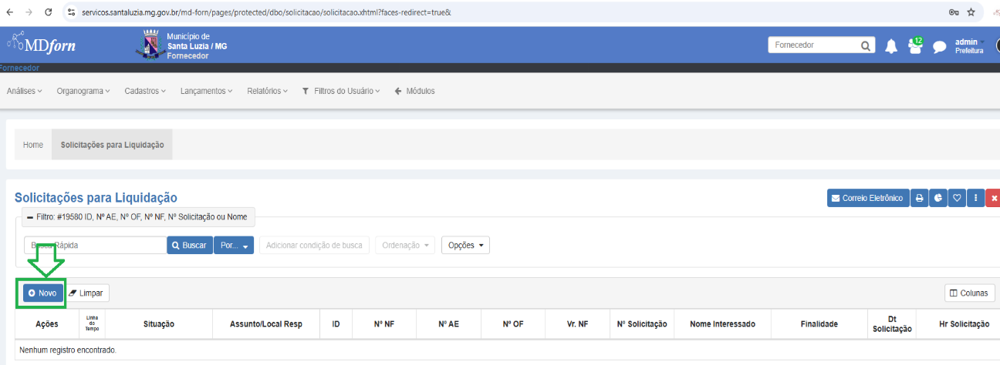 servicos.santaluzia.mg.gov.br/md-forn/pages/protected/dbo/solicitacao/solicitacao.xhtml?faces-redirect=true&
MDforn
Município de
Santa Luzia / MG
Fornecedor
Fornecedor
12
admin
Prefeitura
Fornecedor
Análises Organograma Cadastros Lançamentos Relatórios Filtros do Usuário Módulos
Home Solicitações para Liquidação
Solicitações para Liquidação
Correio Eletrônico
Filtro: #19580 ID, Nº AE, Nº OF, Nº NF, Nº Solicitação ou Nome
Busca Rápida Buscar Por... Adicionar condição de busca Ordenação Opções
Novo Limpar Colunas
Ações Linha do Tempo Situação Assunto/Local Resp ID Nº NF Nº AE Nº OF Vr. NF Nº Solicitação Nome Interessado Finalidade Dt Solicitação Hr Solicitação
Nenhum registro encontrado.